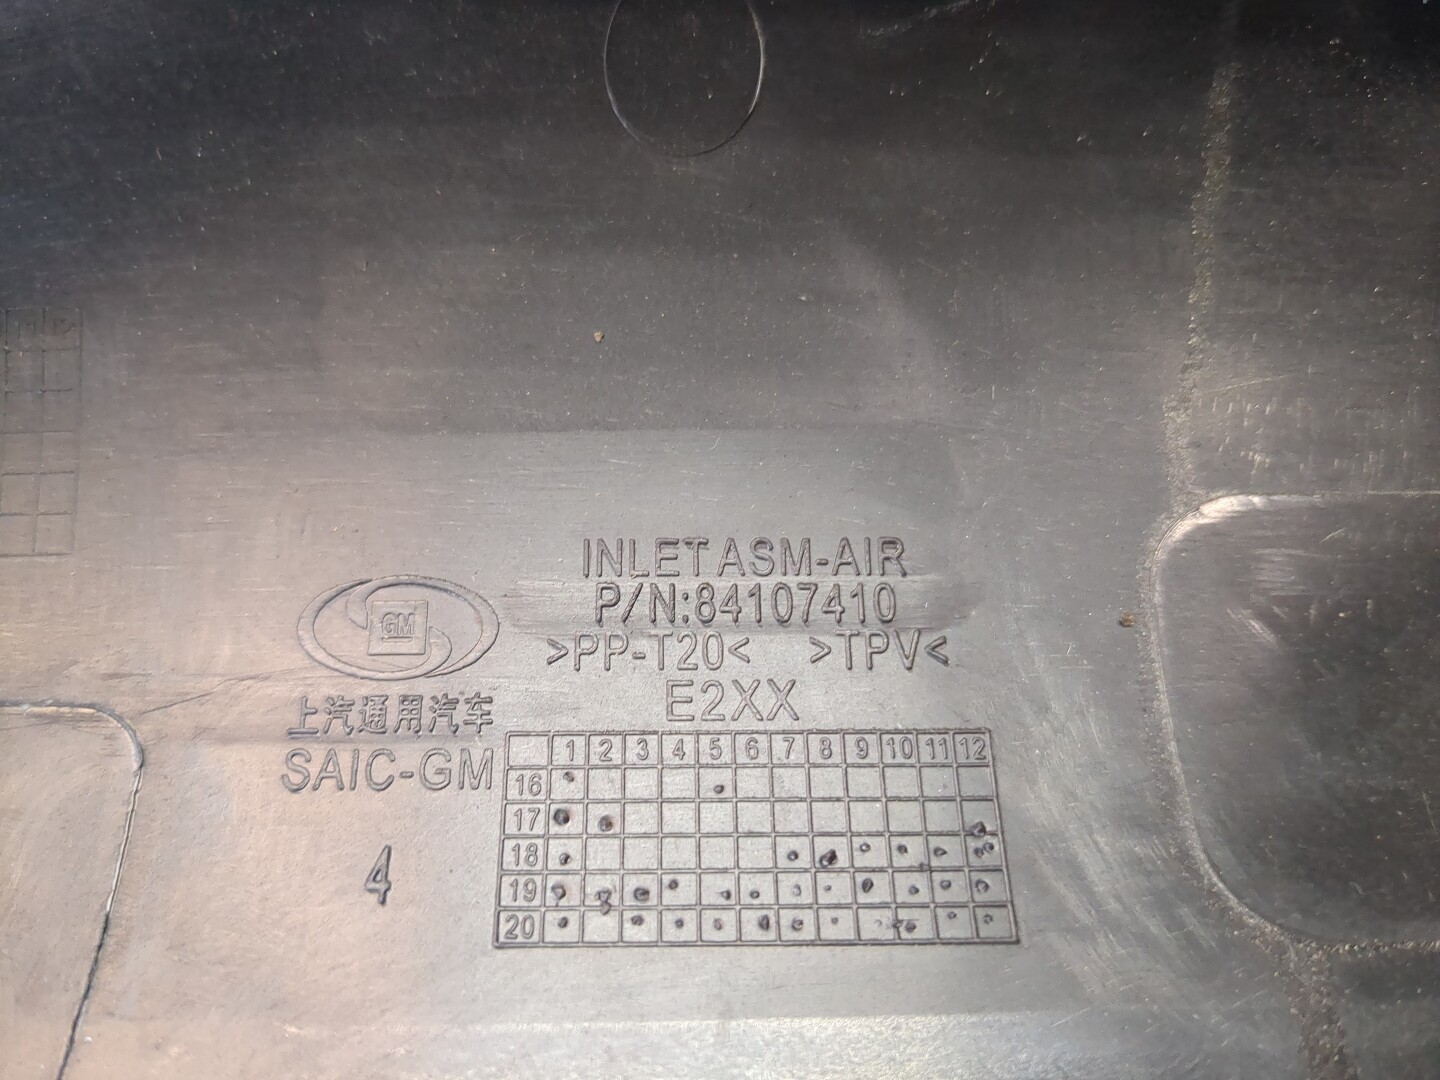 INLET ASM-AIR
P/N:84107410
>PP-T20< >TPV<
E2XX
GM
上汽通用汽车
SAIC-GM
4
1 2 3 4 5 6 7 8 9 10 11 12
16
17
18
19
20